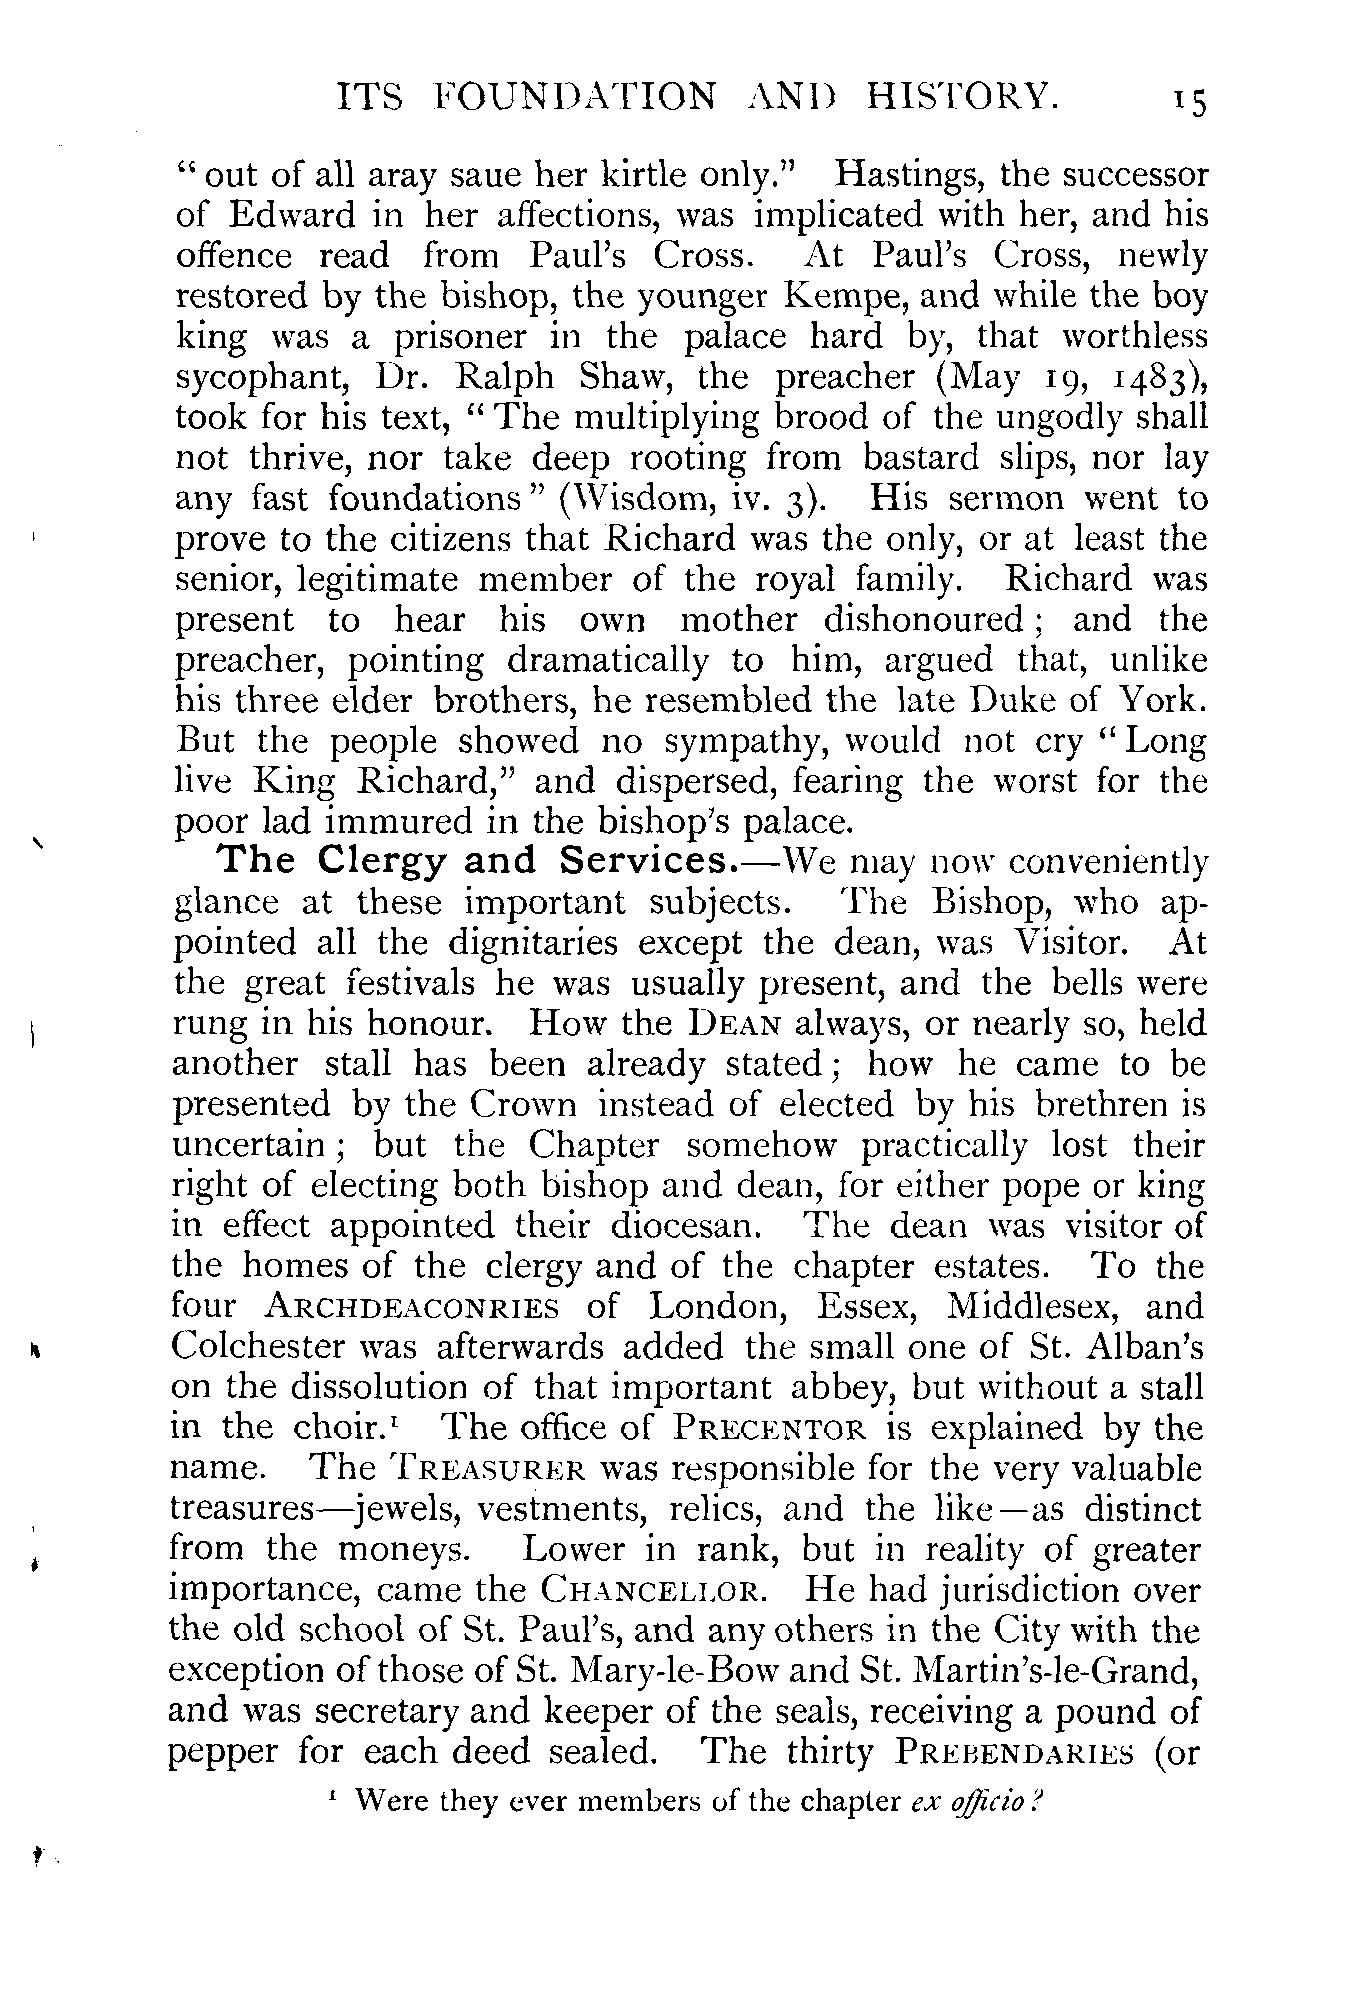 ITS FOUNDATION AND HISTORY. 15
“out of all aray saue her kirtle only.” Hastings, the successor
of Edward in her affections, was implicated with her, and his
offence read from Paul's Cross. At Paul's Cross, newly
restored by the bishop, the younger Kempe, and while the boy
king was a prisoner in the palace hard by, that worthless
sycophant, Dr. Ralph Shaw, the preacher (May 19, 1483),
took for his text, “The multiplying brood of the ungodly shall
not thrive, nor take deep rooting from bastard slips, nor lay
any fast foundations” (Wisdom, iv. 3). His sermon went to
prove to the citizens that Richard was the only, or at least the
senior, legitimate member of the royal family. Richard was
present to hear his own mother dishonoured; and the
preacher, pointing dramatically to him, argued that, unlike
his three elder brothers, he resembled the late Duke of York.
But the people showed no sympathy, would not cry “Long
live King Richard,” and dispersed, fearing the worst for the
poor lad immured in the bishop's palace.
The Clergy and Services.—We may now conveniently
glance at these important subjects. The Bishop, who ap-
pointed all the dignitaries except the dean, was Visitor. At
the great festivals he was usually present, and the bells were
rung in his honour. How the DEAN always, or nearly so, held
another stall has been already stated; how he came to be
presented by the Crown instead of elected by his brethren is
uncertain; but the Chapter somehow practically lost their
right of electing both bishop and dean, for either pope or king
in effect appointed their diocesan. The dean was visitor of
the homes of the clergy and of the chapter estates. To the
four ARCHDEACONRIES of London, Essex, Middlesex, and
Colchester was afterwards added the small one of St. Alban's
on the dissolution of that important abbey, but without a stall
in the choir.¹ The office of PRECENTOR is explained by the
name. The TREASURER was responsible for the very valuable
treasures—jewels, vestments, relics, and the like—as distinct
from the moneys. Lower in rank, but in reality of greater
importance, came the CHANCELLOR. He had jurisdiction over
the old school of St. Paul's, and any others in the City with the
exception of those of St. Mary-le-Bow and St. Martin's-le-Grand,
and was secretary and keeper of the seals, receiving a pound of
pepper for each deed sealed. The thirty PREBENDARIES (or
¹ Were they ever members of the chapter ex officio?